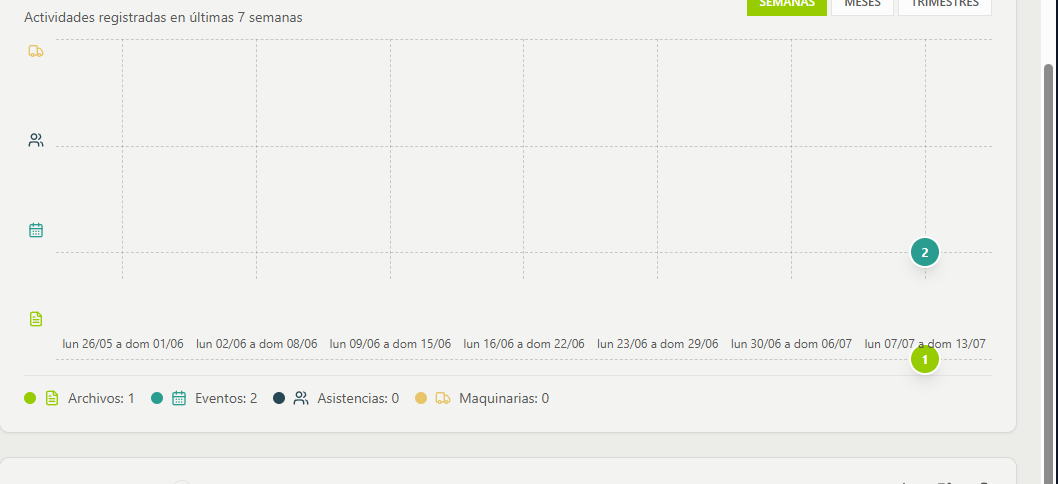 SEMANAS MESES TRIMESTRES
Actividades registradas en últimas 7 semanas
2
lun 26/05 a dom 01/06 lun 02/06 a dom 08/06 lun 09/06 a dom 15/06 lun 16/06 a dom 22/06 lun 23/06 a dom 29/06 lun 30/06 a dom 06/07 lun 07/07 a dom 13/07
1
Archivos: 1 Eventos: 2 Asistencias: 0 Maquinarias: 0